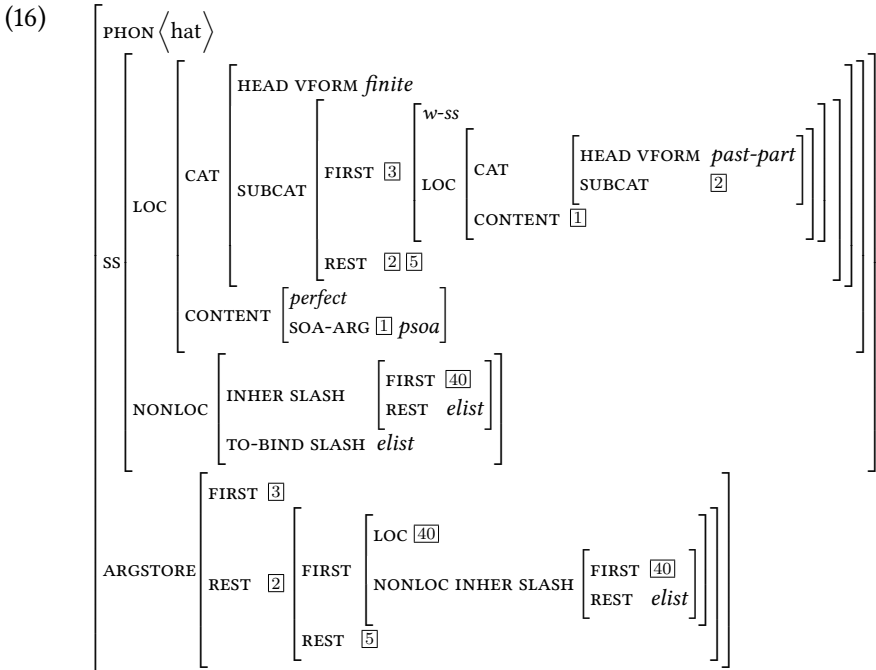 (16)
PHON ⟨hat⟩
HEAD VFORM finite
w-ss
HEAD VFORM past-part
CAT
FIRST 3
SUBCAT 2
CAT
SUBCAT
LOC
LOC
CONTENT 1
REST 2 5
SS
perfect
CONTENT
SOA-ARG 1 psoa
FIRST 40
INHER SLASH
REST elist
NONLOC
TO-BIND SLASH elist
FIRST 3
LOC 40
FIRST 40
ARGSTORE
REST 2
FIRST
NONLOC INHER SLASH
REST elist
REST 5